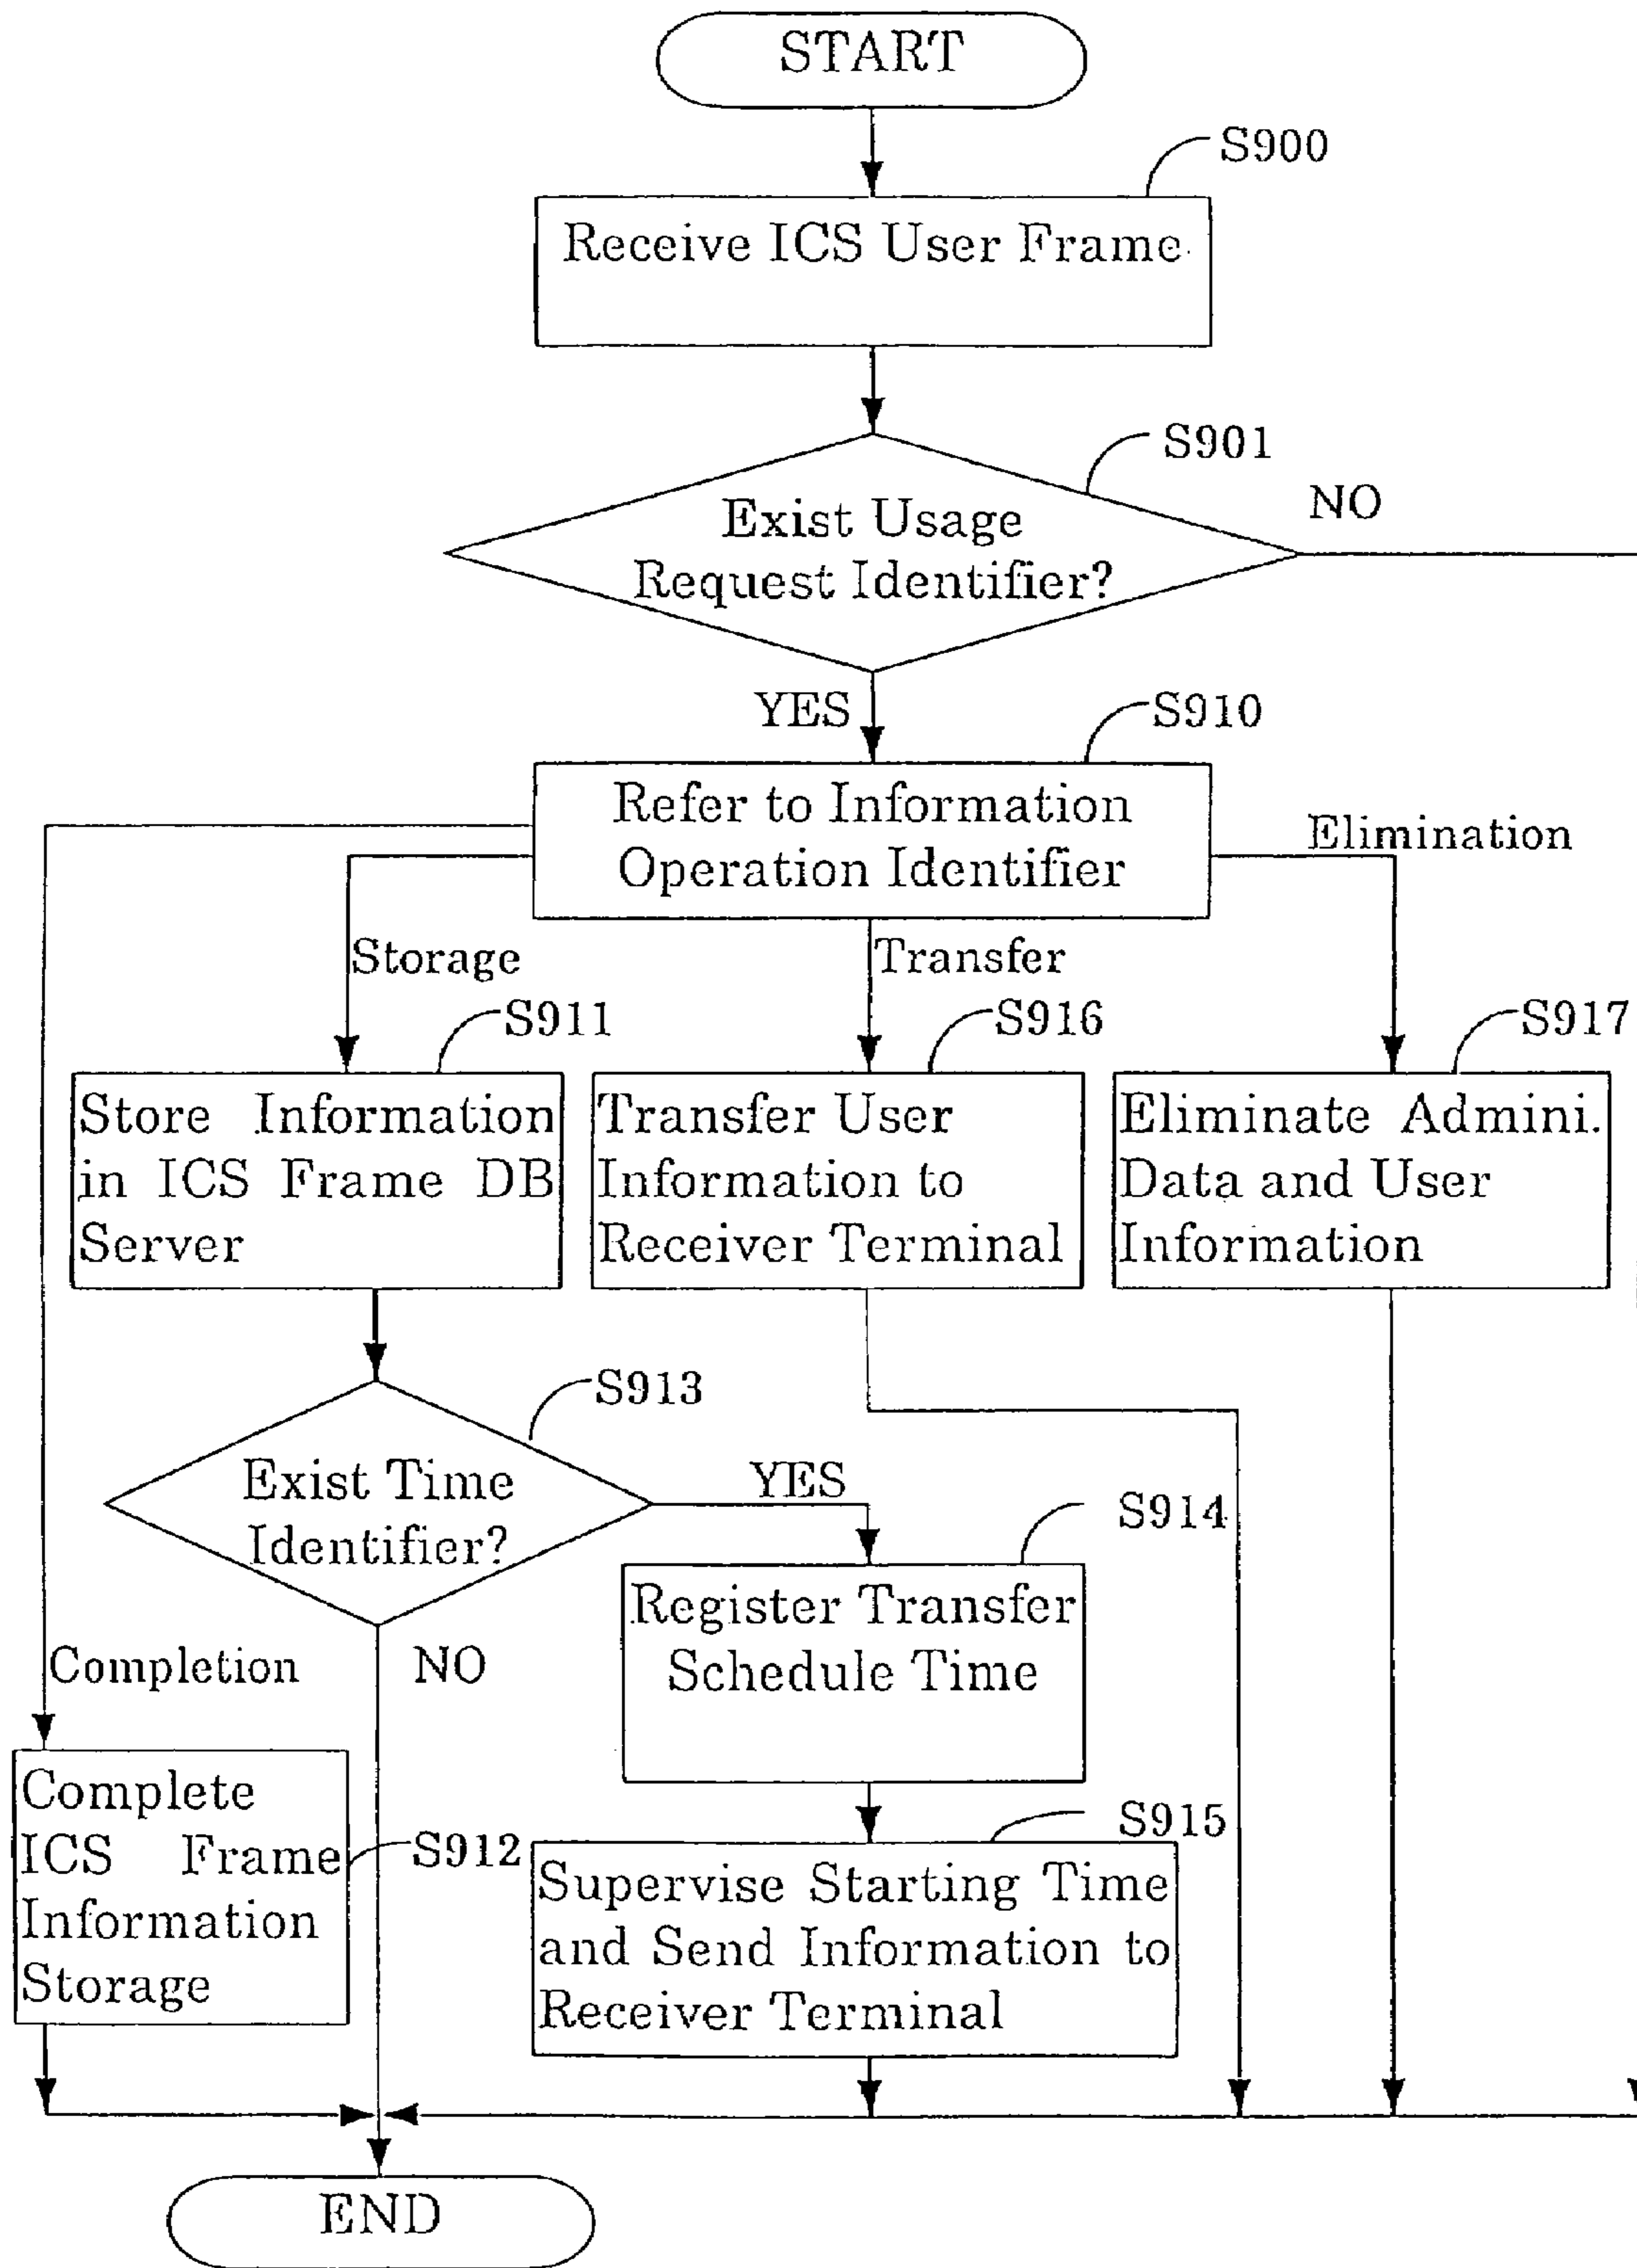 START
S900
Receive ICS User Frame
S901
NO
Exist Usage
Request Identifier?
YES
S910
Refer to Information
Operation Identifier
Elimination
Storage
Transfer
S911
S916
S917
Store Information
in ICS Frame DB
Server
Transfer User
Information to
Receiver Terminal
Eliminate Admini.
Data and User
Information
S913
Exist Time
Identifier?
YES
S914
Register Transfer
Schedule Time
Completion
NO
Complete
ICS Frame
Information
Storage
S912
S915
Supervise Starting Time
and Send Information to
Receiver Terminal
END